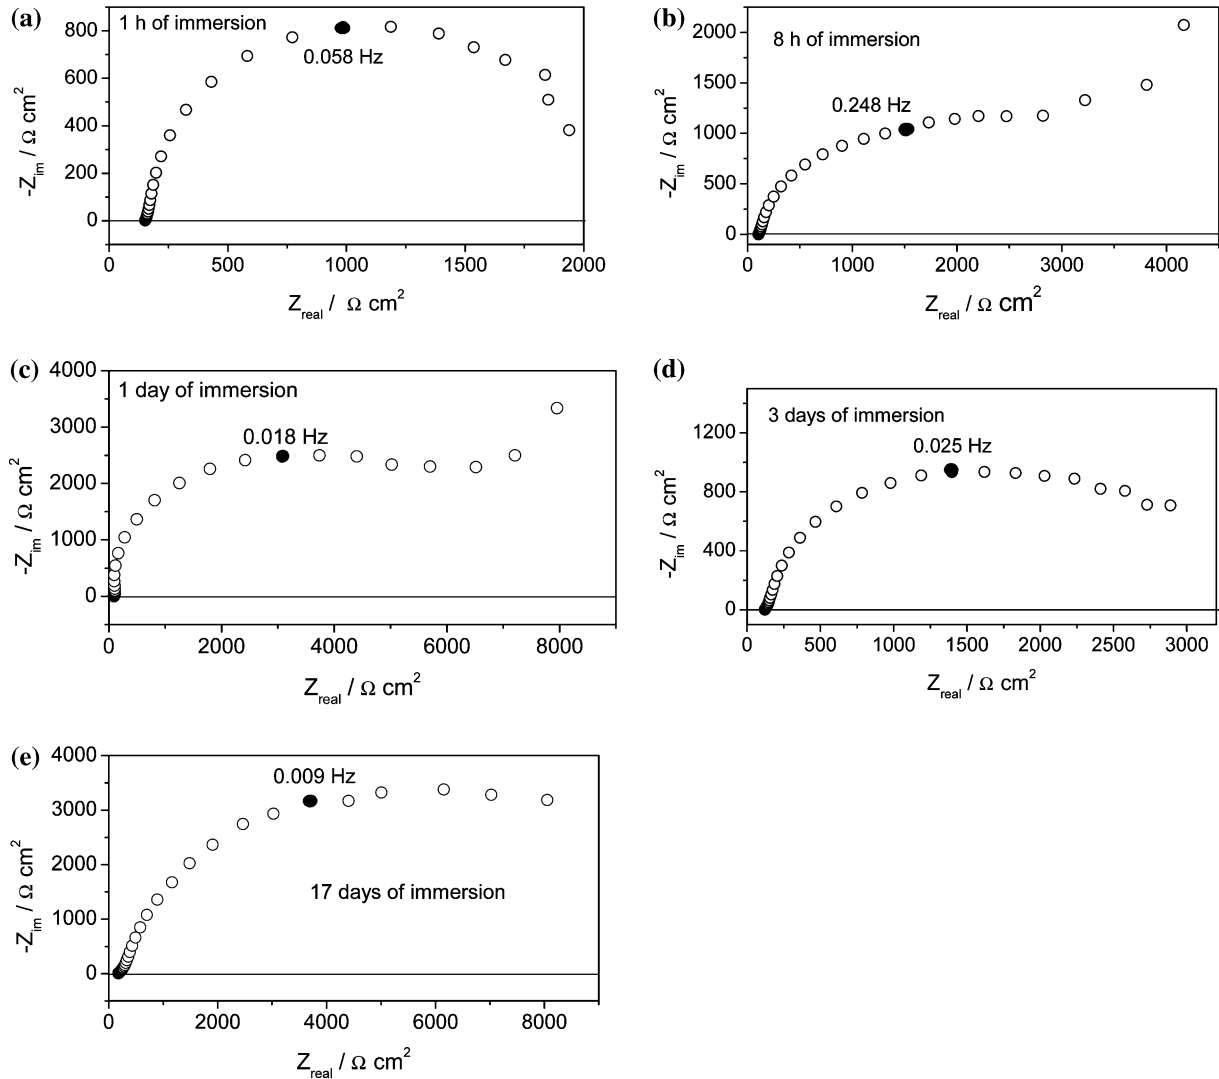 (a)
1 h of immersion
0.058 Hz
800
600
400
200
0
-Z_im / Ω cm²
0 500 1000 1500 2000
Z_real / Ω cm²
(b)
8 h of immersion
0.248 Hz
2000
1500
1000
500
0
-Z_im / Ω cm²
0 1000 2000 3000 4000
Z_real / Ω cm²
(c)
1 day of immersion
0.018 Hz
4000
3000
2000
1000
0
-Z_im / Ω cm²
0 2000 4000 6000 8000
Z_real / Ω cm²
(d)
3 days of immersion
0.025 Hz
1200
800
400
0
-Z_im / Ω cm²
0 500 1000 1500 2000 2500 3000
Z_real / Ω cm²
(e)
0.009 Hz
17 days of immersion
4000
3000
2000
1000
0
-Z_im / Ω cm²
0 2000 4000 6000 8000
Z_real / Ω cm²